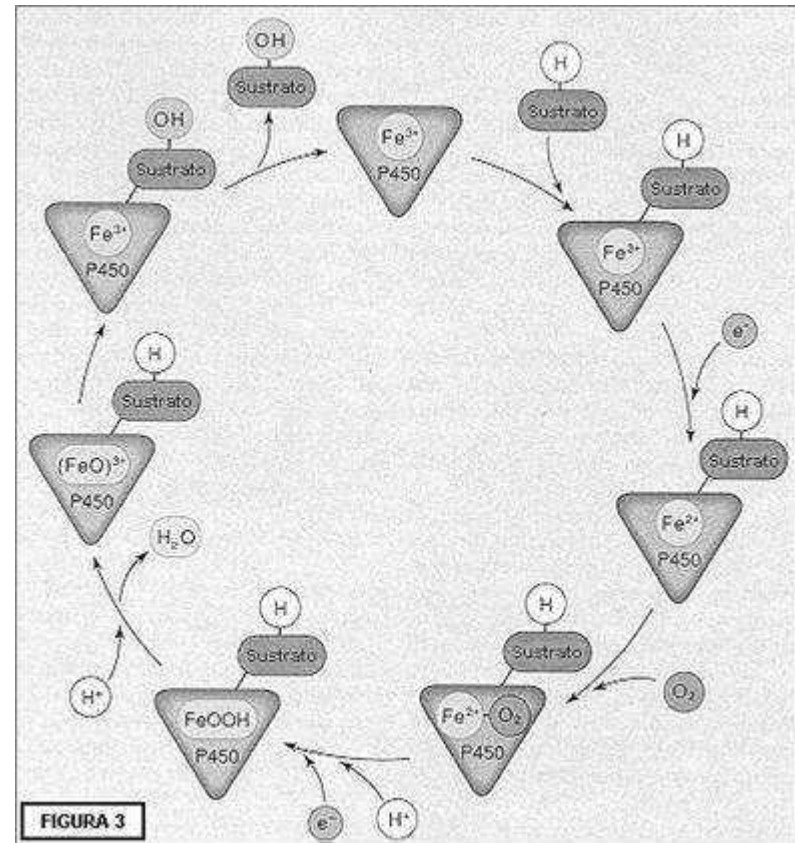 OH
Sustrato
Fe³⁺
P450
H
Sustrato
H
Sustrato
Fe³⁺
P450
e⁻
H
Sustrato
Fe²⁺
P450
O₂
H
Sustrato
Fe²⁺-O₂
P450
H⁺
e⁻
H
Sustrato
FeOOH
P450
H⁺
H₂O
H
Sustrato
(FeO)³⁺
P450
OH
Sustrato
Fe³⁺
P450
FIGURA 3